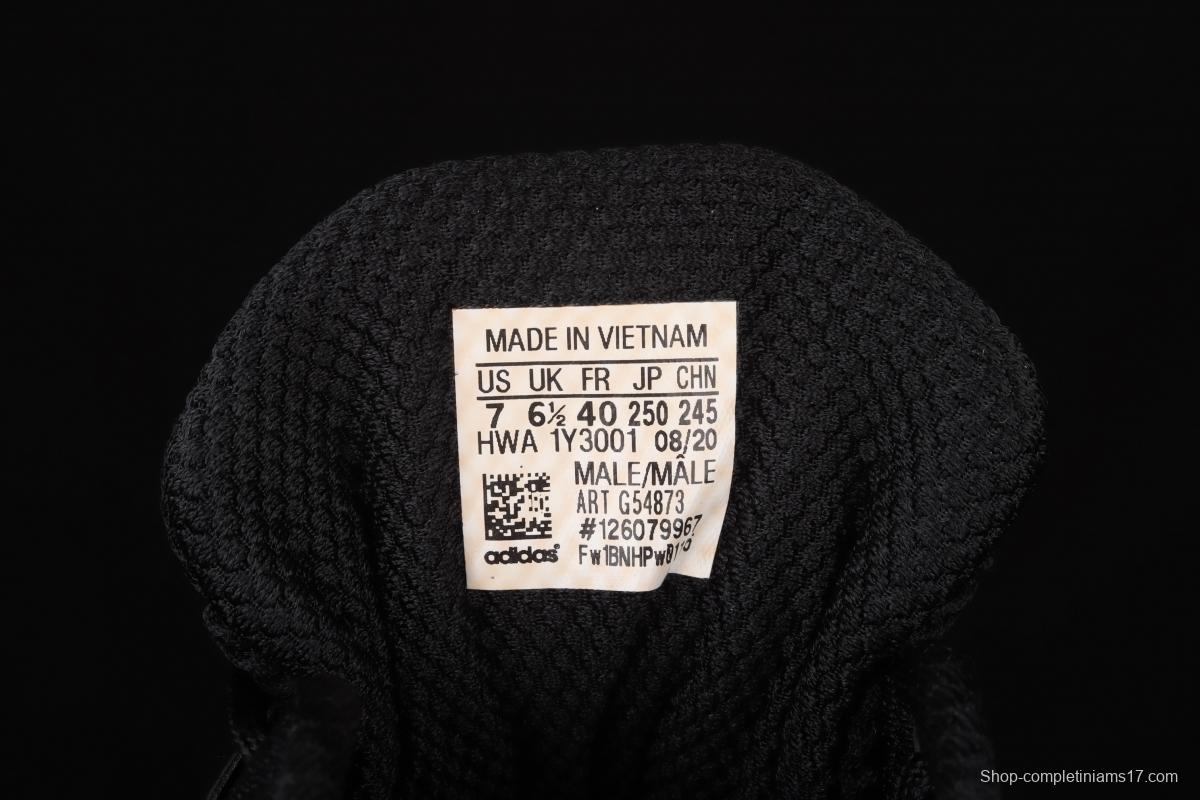 MADE IN VIETNAM
US UK FR JP CHN
7 6½ 40 250 245
HWA 1Y3001 08/20
MALE/MÂLE
ART G54873
#126079967
adidas®
Shop-completiniams17.com